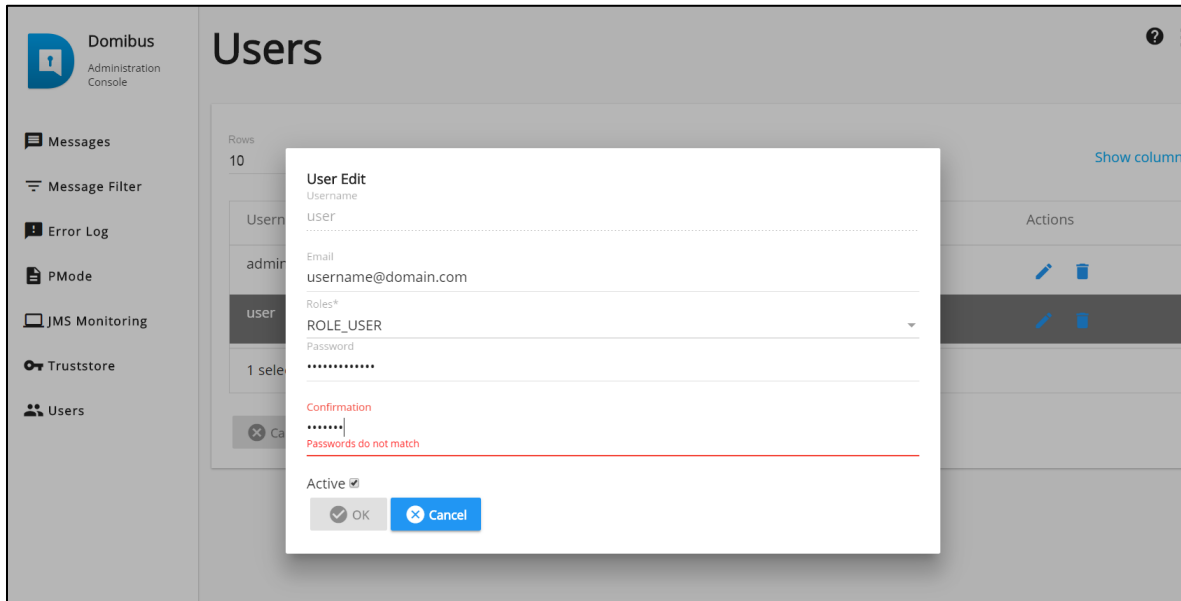 Domibus
Administration
Console
Users
Messages
Message Filter
Error Log
PMode
JMS Monitoring
Truststore
Users
Rows
10
Show column
Usern
Actions
admin
user
1 sele
Ca
User Edit
Username
user
Email
username@domain.com
Roles*
ROLE_USER
Password
•••••••••••••
Confirmation
•••••••
Passwords do not match
Active
OK
Cancel